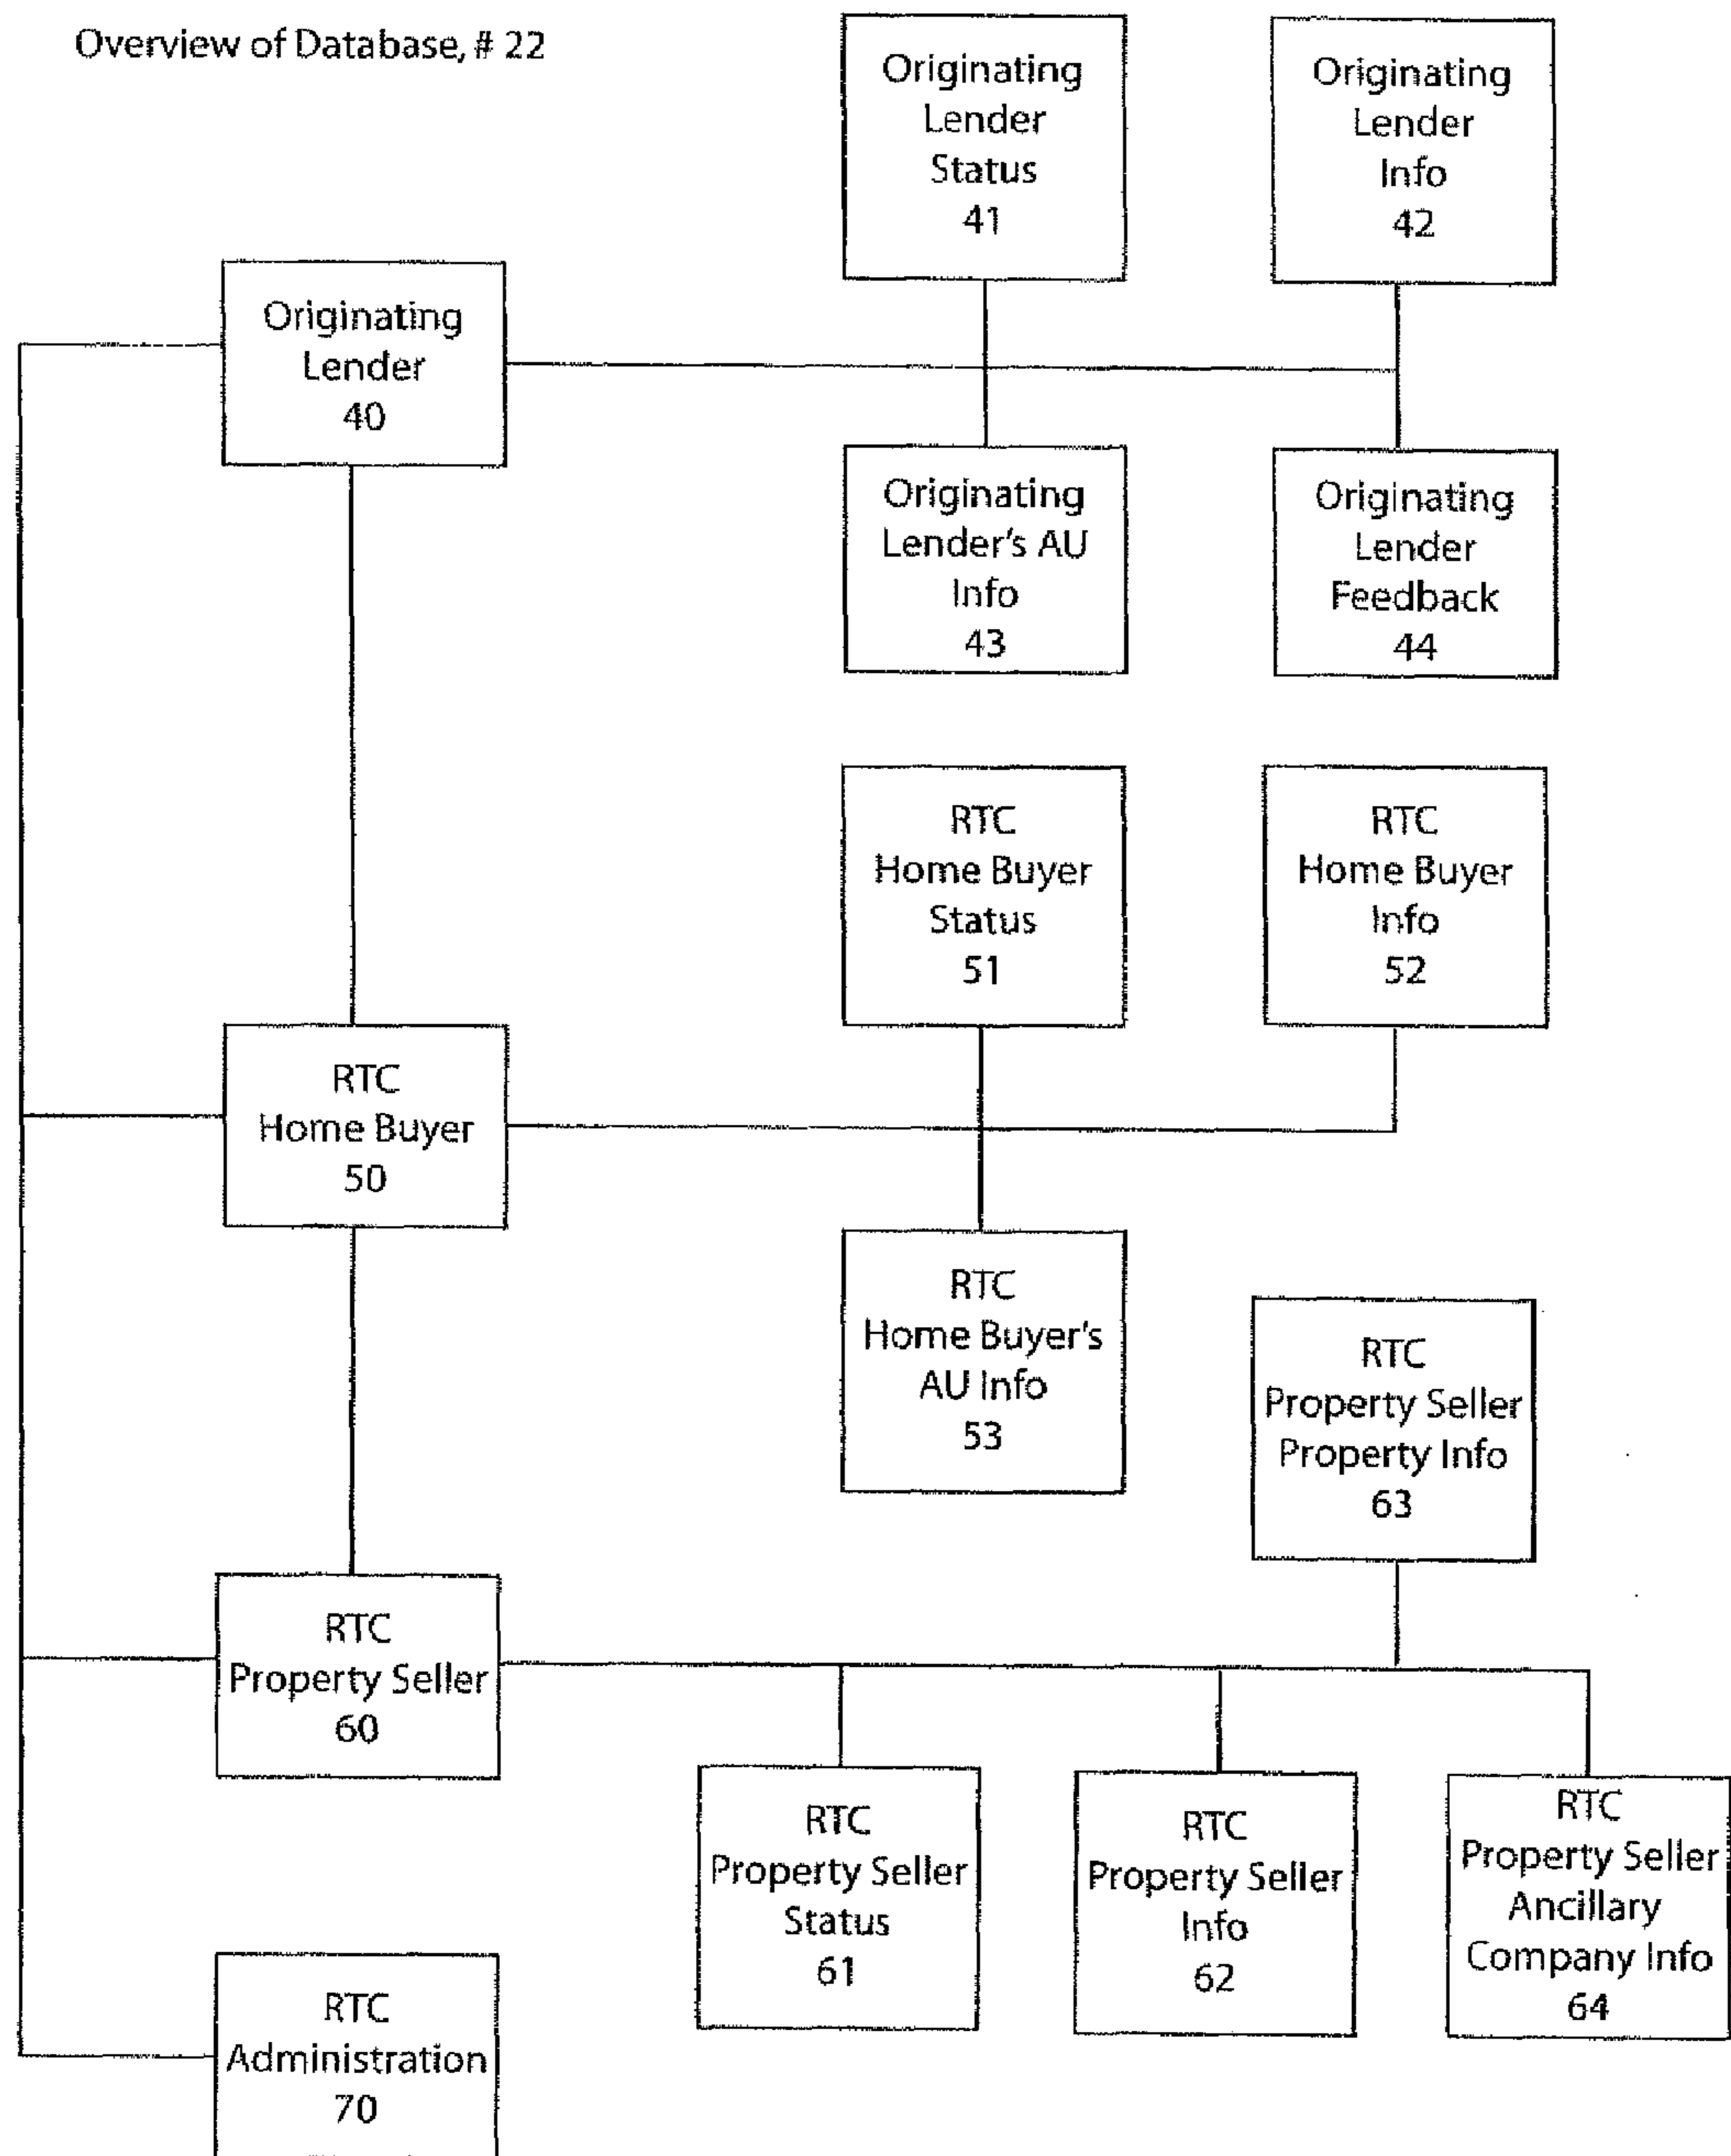 Overview of Database, # 22
Originating
Lender
Status
41
Originating
Lender
Info
42
Originating
Lender
40
Originating
Lender's AU
Info
43
Originating
Lender
Feedback
44
RTC
Home Buyer
Status
51
RTC
Home Buyer
Info
52
RTC
Home Buyer
50
RTC
Home Buyer's
AU Info
53
RTC
Property Seller
Property Info
63
RTC
Property Seller
60
RTC
Property Seller
Status
61
RTC
Property Seller
Info
62
RTC
Property Seller
Ancillary
Company Info
64
RTC
Administration
70